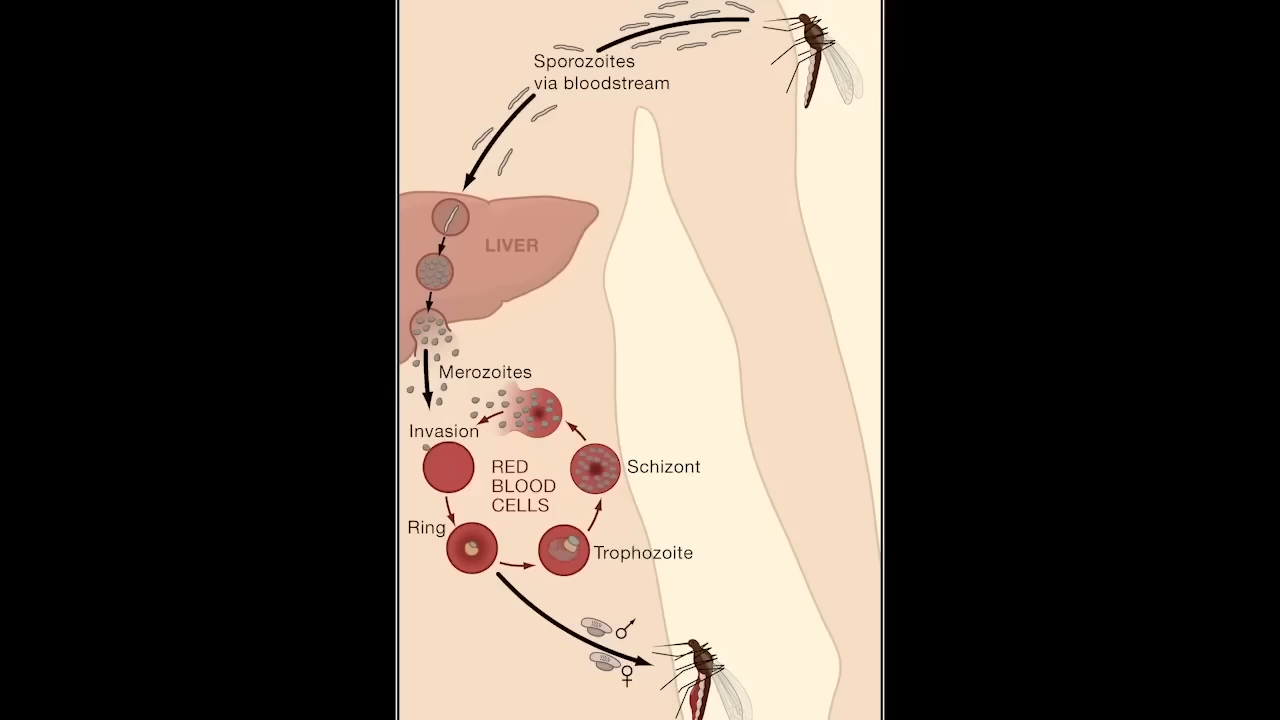 Sporozoites
via bloodstream
LIVER
Merozoites
Invasion
RED
BLOOD
CELLS
Schizont
Ring
Trophozoite
♂
♀